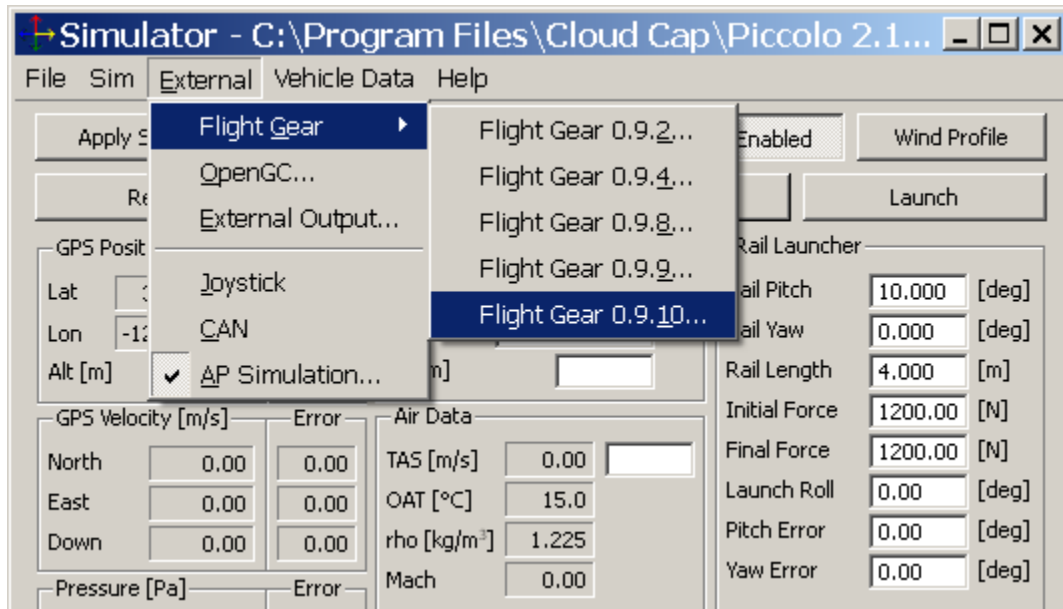 Simulator - C:\Program Files\Cloud Cap\Piccolo 2.1...
File Sim External Vehicle Data Help
Apply Enabled Wind Profile
Launch
Flight Gear
OpenGC...
External Output...
Joystick
CAN
AP Simulation...
Flight Gear 0.9.2...
Flight Gear 0.9.4...
Flight Gear 0.9.8...
Flight Gear 0.9.9...
Flight Gear 0.9.10...
GPS
Lat
Lon
Alt [m]
GPS Velocity [m/s] Error
North 0.00 0.00
East 0.00 0.00
Down 0.00 0.00
Pressure [Pa] Error
Air Data
TAS [m/s] 0.00
OAT [°C] 15.0
rho [kg/m³] 1.225
Mach 0.00
Rail Launcher
Pitch 10.000 [deg]
Yaw 0.000 [deg]
Rail Length 4.000 [m]
Initial Force 1200.00 [N]
Final Force 1200.00 [N]
Launch Roll 0.00 [deg]
Pitch Error 0.00 [deg]
Yaw Error 0.00 [deg]